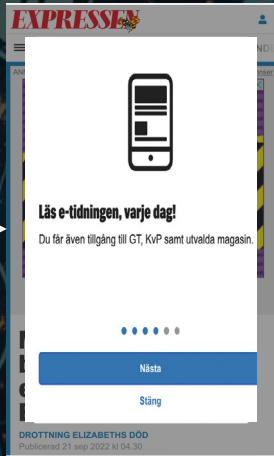 EXPRESSEN
Läs e-tidningen, varje dag!
Du får även tillgång till GT, KvP samt utvalda magasin.
Nästa
Stäng
DROTTNING ELIZABETHS DÖD
Publicerad 21 sep 2022 kl 04.30